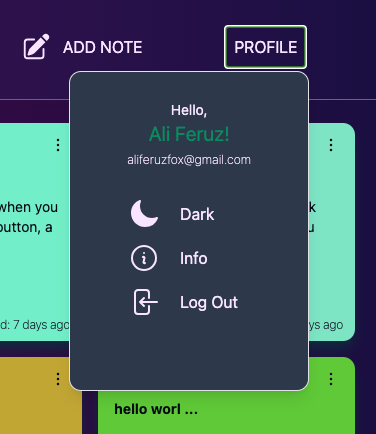 ADD NOTE
PROFILE
Hello,
Ali Feruz!
aliferuzfox@gmail.com
when you
button, a
Dark
Info
Log Out
d: 7 days ago
ys ago
hello worl ...